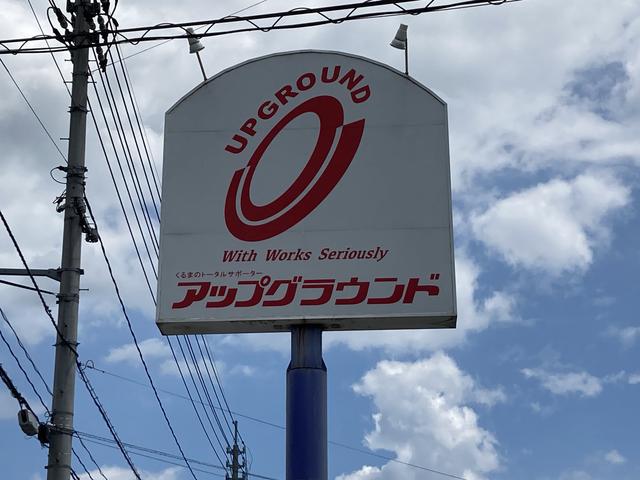 UPGROUND
With Works Seriously
くるまのトータルサポーター
アップグラウンド